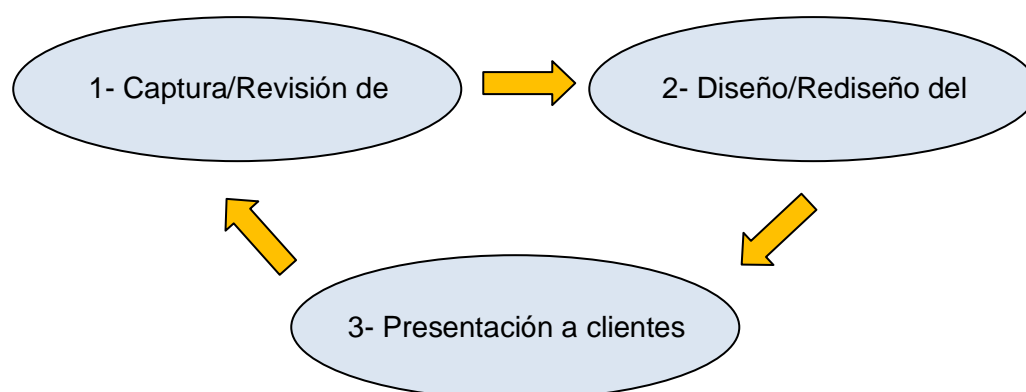 1- Captura/Revisión de
2- Diseño/Rediseño del
3- Presentación a clientes